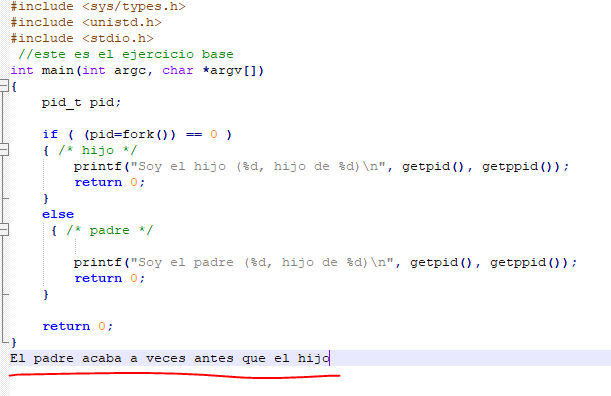 #include <sys/types.h>
#include <unistd.h>
#include <stdio.h>
 //este es el ejercicio base
int main(int argc, char *argv[])
{
    pid_t pid;

    if ( (pid=fork()) == 0 )
    { /* hijo */
        printf("Soy el hijo (%d, hijo de %d)\n", getpid(), getppid());
        return 0;
    }
    else
     { /* padre */

        printf("Soy el padre (%d, hijo de %d)\n", getpid(), getppid());
        return 0;
    }

    return 0;
}
El padre acaba a veces antes que el hijo